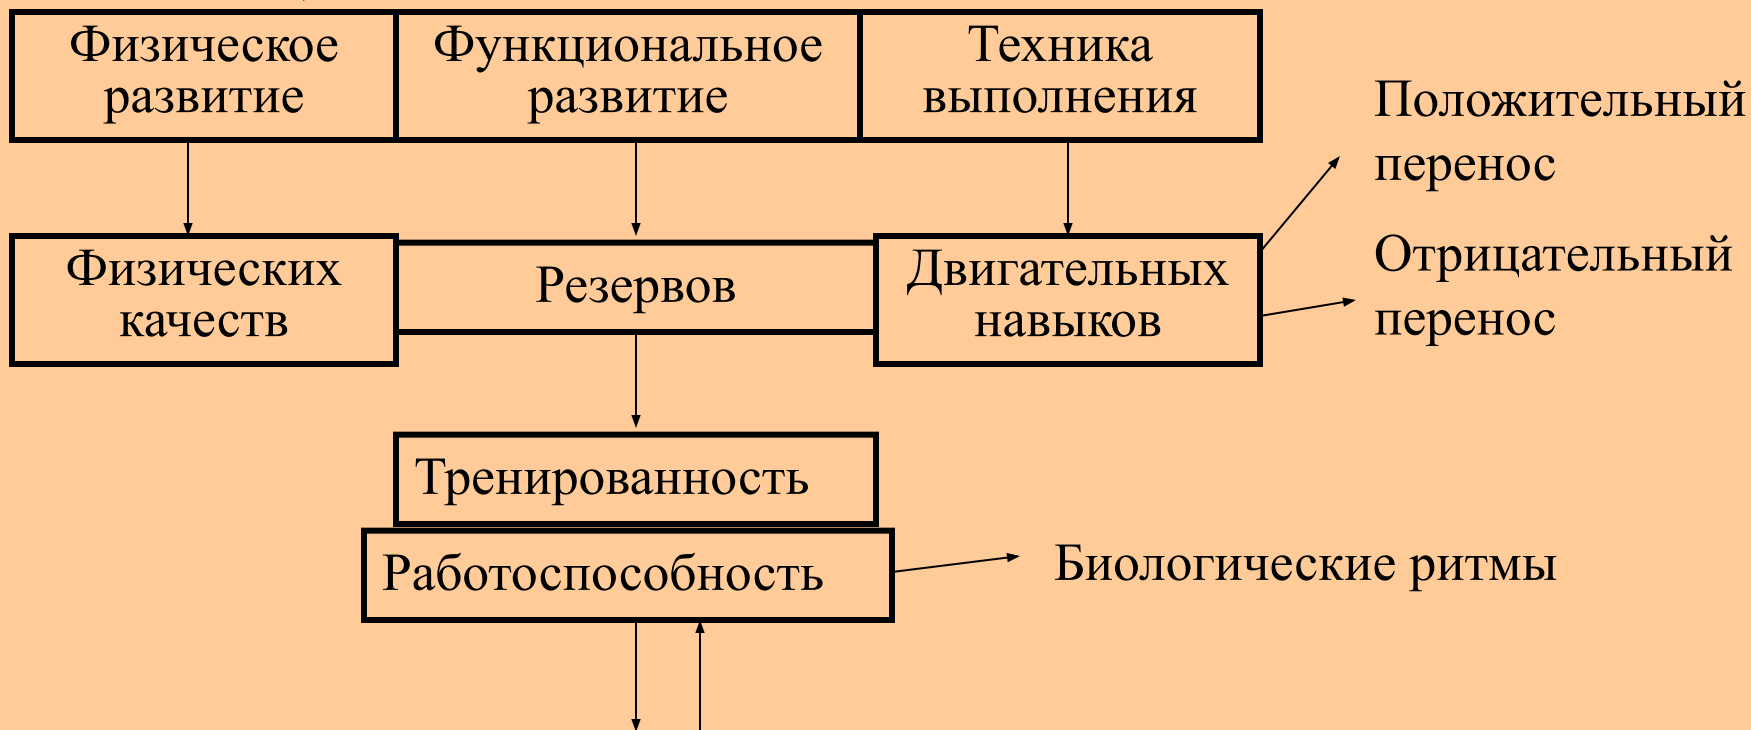 Физическое
развитие
Функциональное
развитие
Техника
выполнения
Положительный
перенос
Отрицательный
перенос
Физических
качеств
Резервов
Двигательных
навыков
Тренированность
Работоспособность
Биологические ритмы